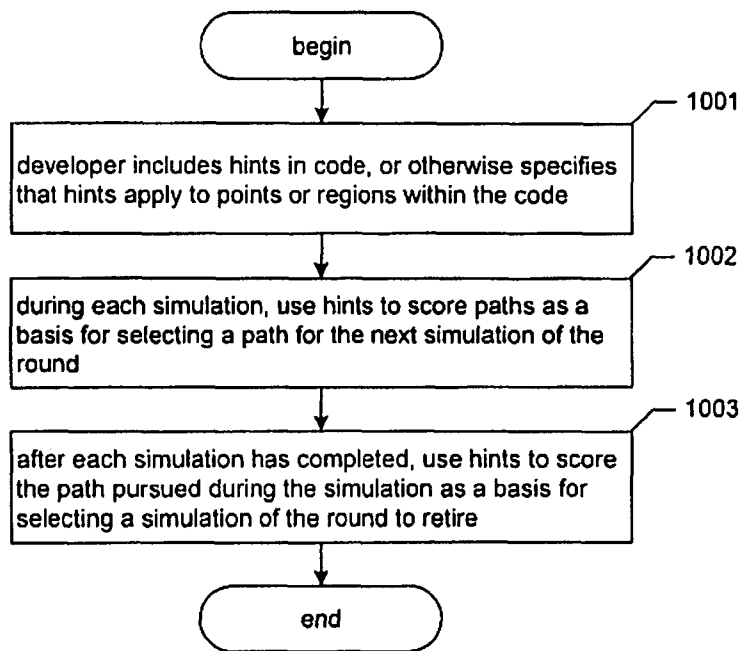 begin
1001
developer includes hints in code, or otherwise specifies
that hints apply to points or regions within the code
1002
during each simulation, use hints to score paths as a
basis for selecting a path for the next simulation of the
round
1003
after each simulation has completed, use hints to score
the path pursued during the simulation as a basis for
selecting a simulation of the round to retire
end